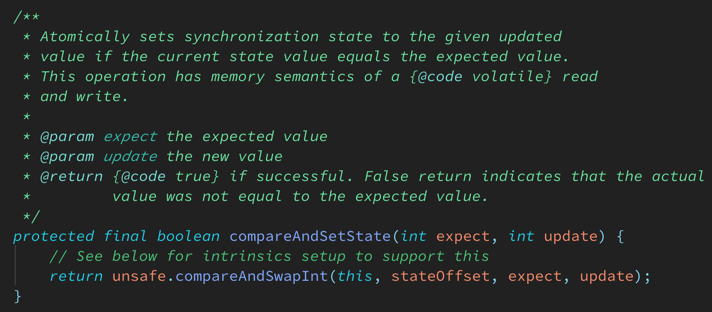 /**
 * Atomically sets synchronization state to the given updated
 * value if the current state value equals the expected value.
 * This operation has memory semantics of a {@code volatile} read
 * and write.
 *
 * @param expect the expected value
 * @param update the new value
 * @return {@code true} if successful. False return indicates that the actual
 *         value was not equal to the expected value.
 */
protected final boolean compareAndSetState(int expect, int update) {
    // See below for intrinsics setup to support this
    return unsafe.compareAndSwapInt(this, stateOffset, expect, update);
}